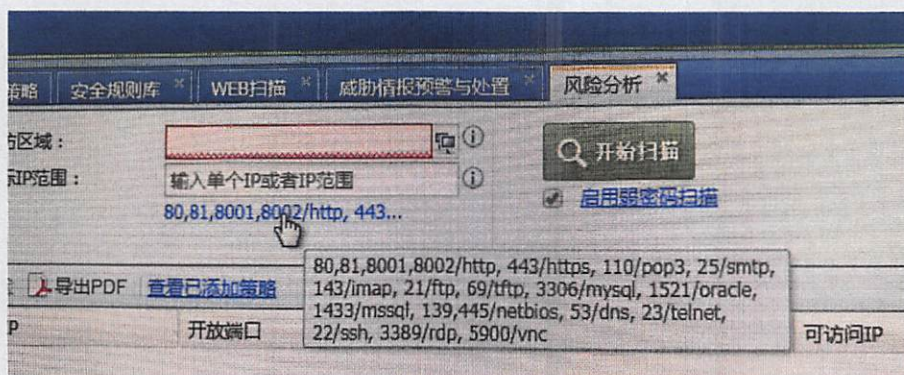 策略 安全规则库 WEB扫描 威胁情报预警与处置 风险分析
访区域：
标IP范围： 输入单个IP或者IP范围
开始扫描
启用弱密码扫描
80,81,8001,8002/http, 443...
80,81,8001,8002/http, 443/https, 110/pop3, 25/smtp,
143/imap, 21/ftp, 69/tftp, 3306/mysql, 1521/oracle,
1433/mssql, 139,445/netbios, 53/dns, 23/telnet,
22/ssh, 3389/rdp, 5900/vnc
导出PDF 查看已添加策略
开放端口 可访问IP